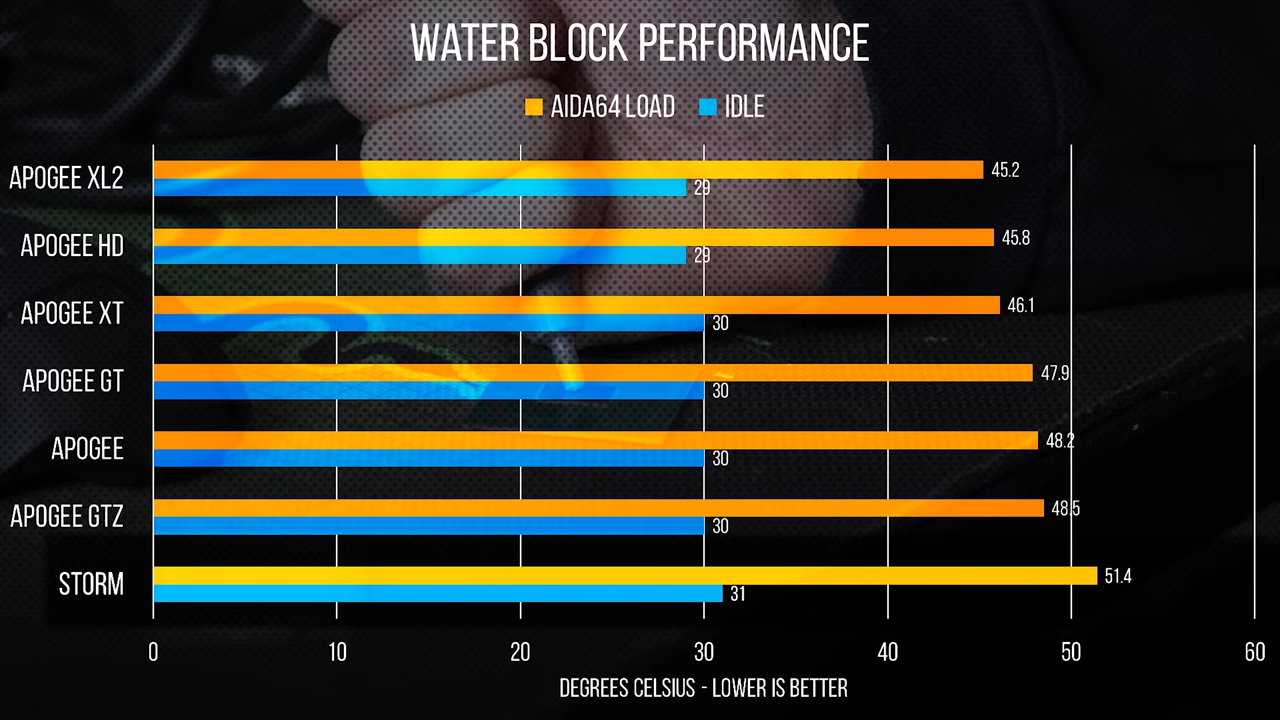 WATER BLOCK PERFORMANCE
AIDA64 LOAD IDLE
APOGEE XL2 45.2
29
APOGEE HD 45.8
29
APOGEE XT 46.1
30
APOGEE GT 47.9
30
APOGEE 48.2
30
APOGEE GTZ 48.5
30
STORM 51.4
31
0 10 20 30 40 50 60
DEGREES CELSIUS - LOWER IS BETTER